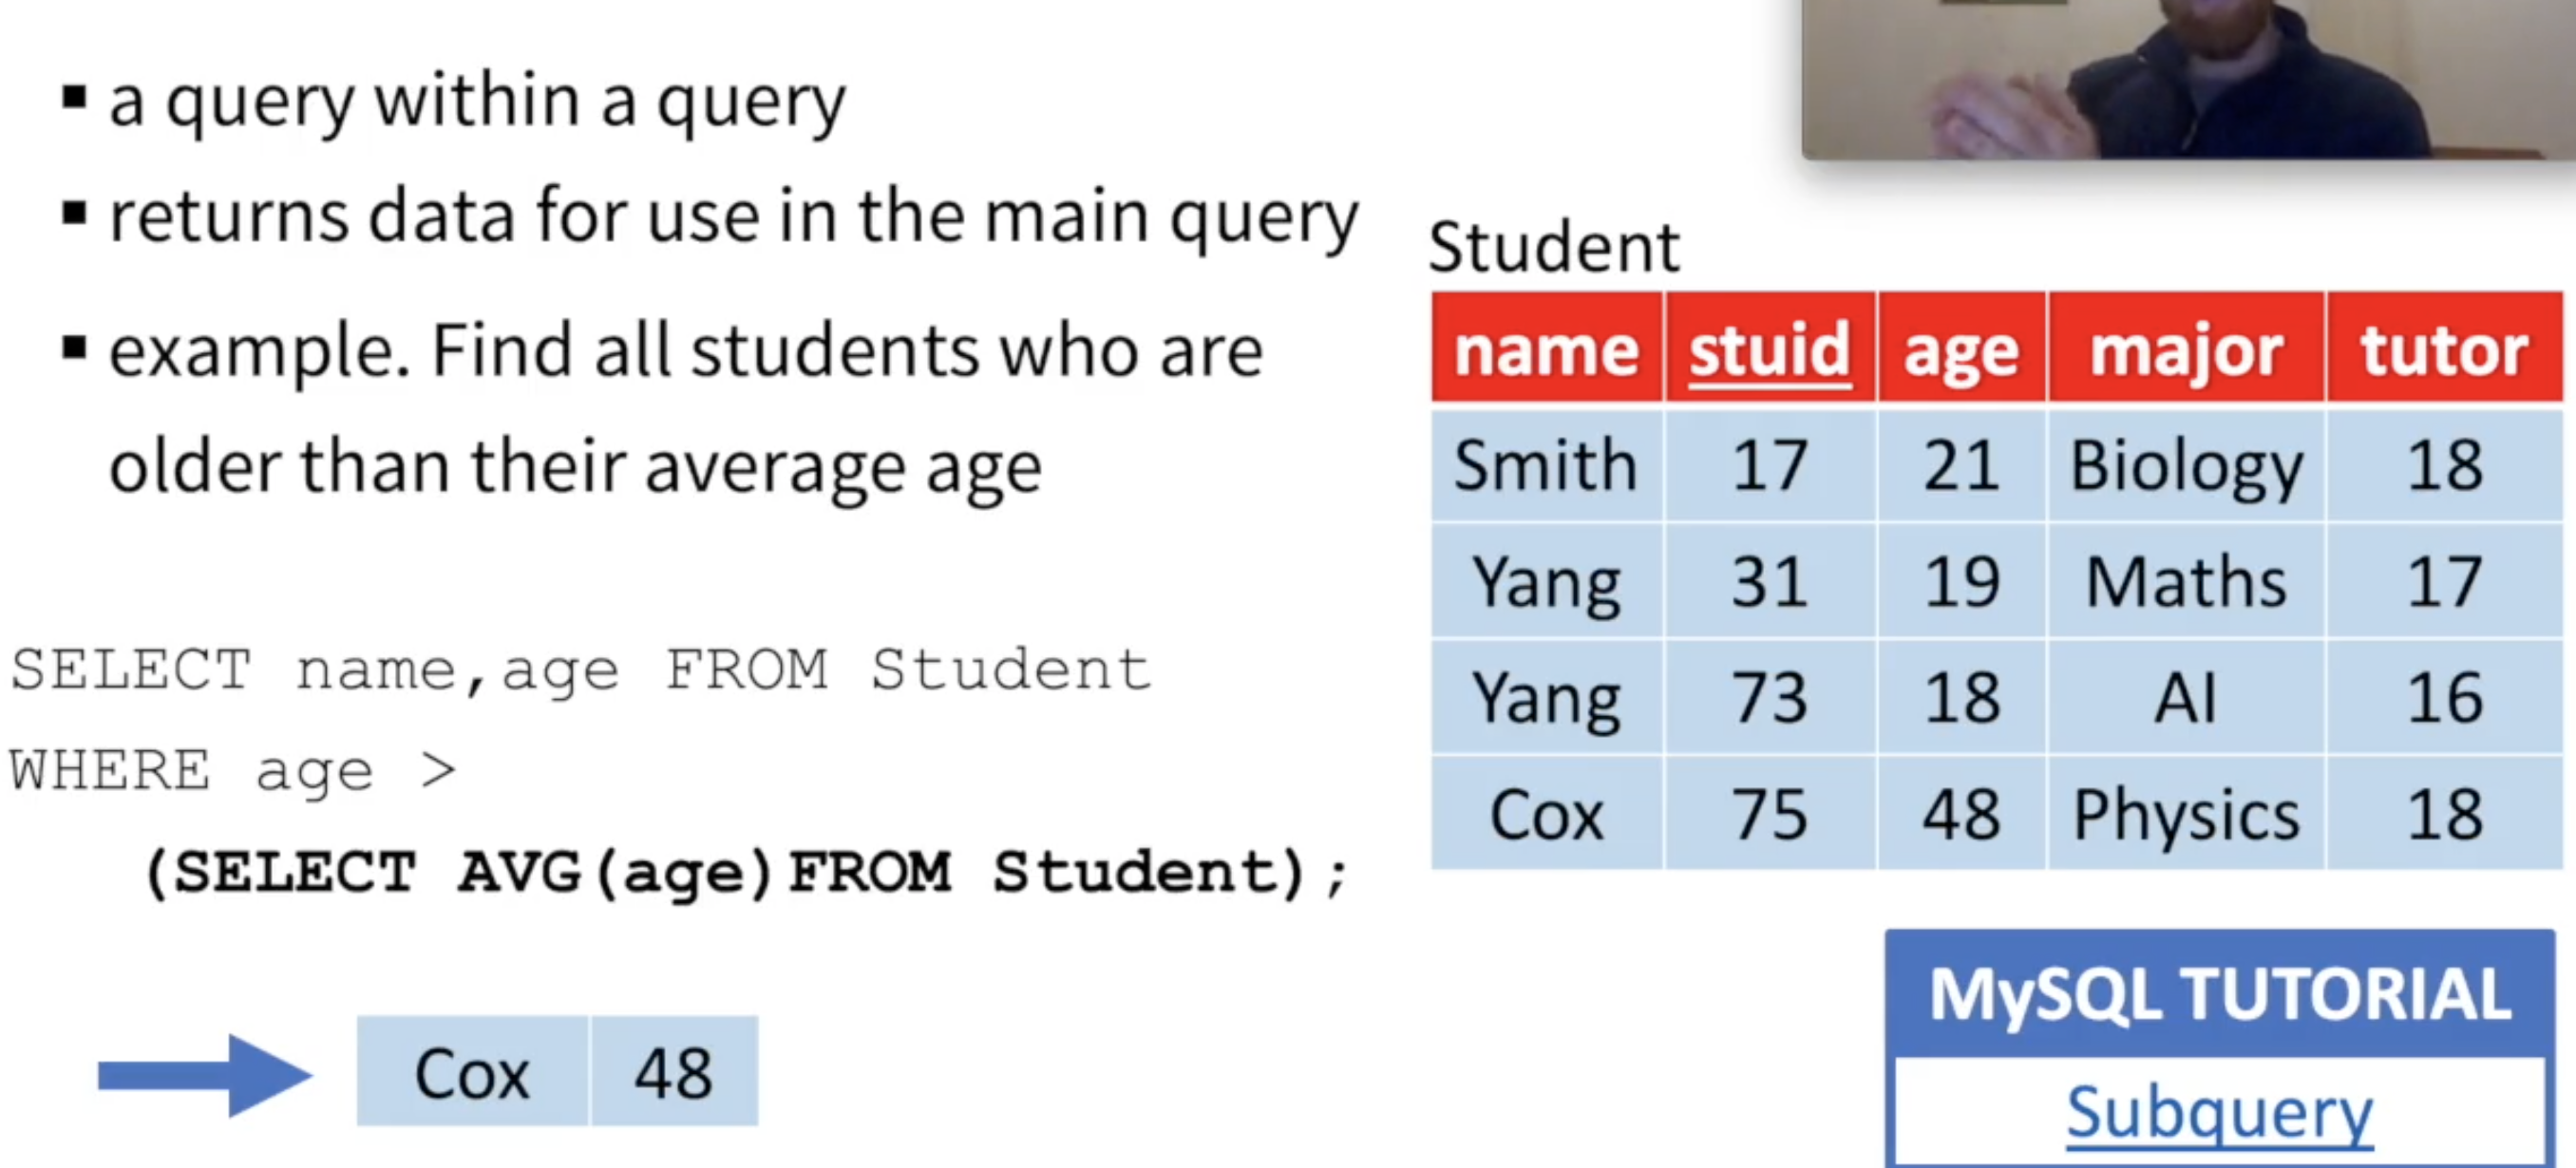 ▪ a query within a query
▪ returns data for use in the main query
▪ example. Find all students who are
older than their average age
SELECT name,age FROM Student
WHERE age >
(SELECT AVG(age)FROM Student);
Cox 48
Student
name stuid age major tutor
Smith 17 21 Biology 18
Yang 31 19 Maths 17
Yang 73 18 AI 16
Cox 75 48 Physics 18
MySQL TUTORIAL
Subquery